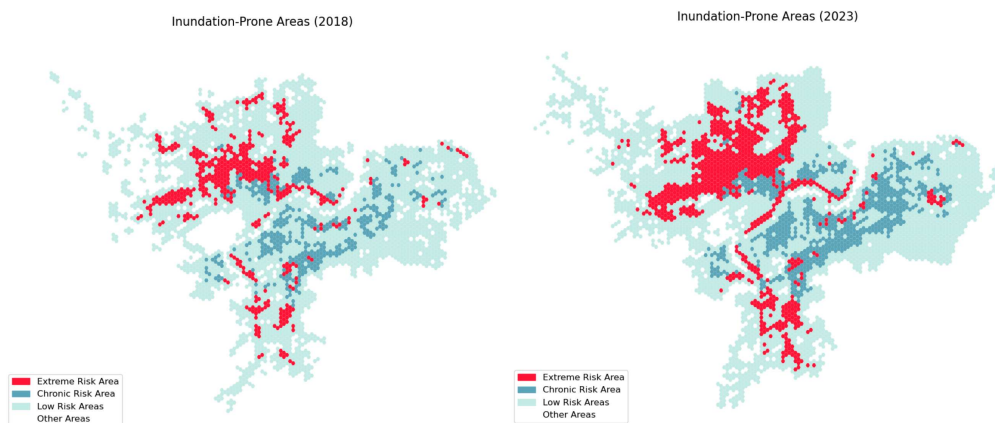 Inundation-Prone Areas (2018)
Extreme Risk Area
Chronic Risk Area
Low Risk Areas
Other Areas
Inundation-Prone Areas (2023)
Extreme Risk Area
Chronic Risk Area
Low Risk Areas
Other Areas